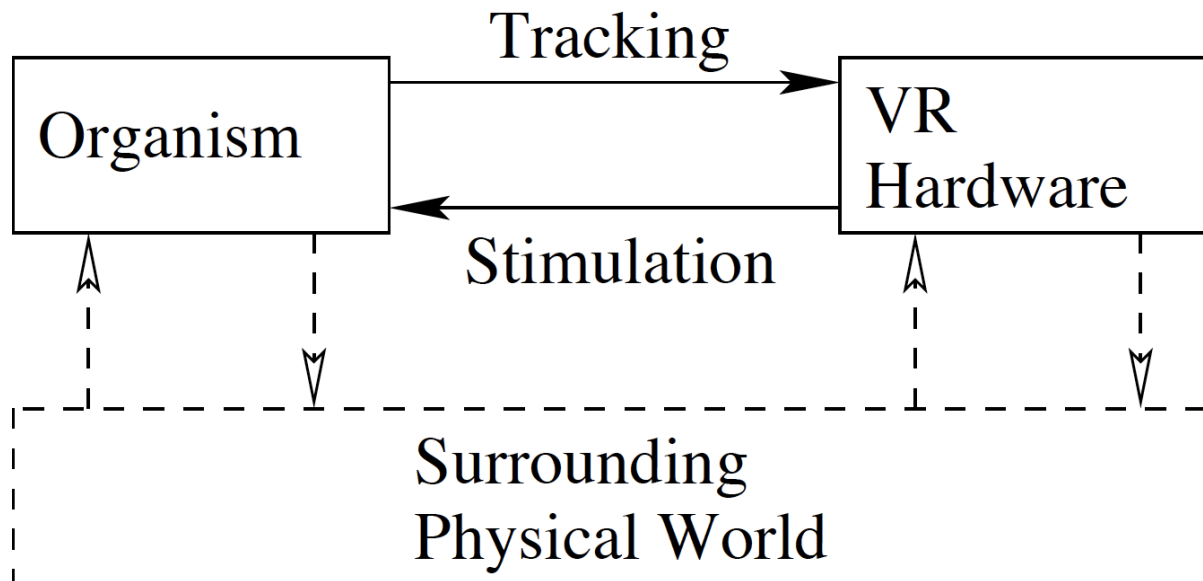 Tracking
Organism
VR
Hardware
Stimulation
Surrounding
Physical World